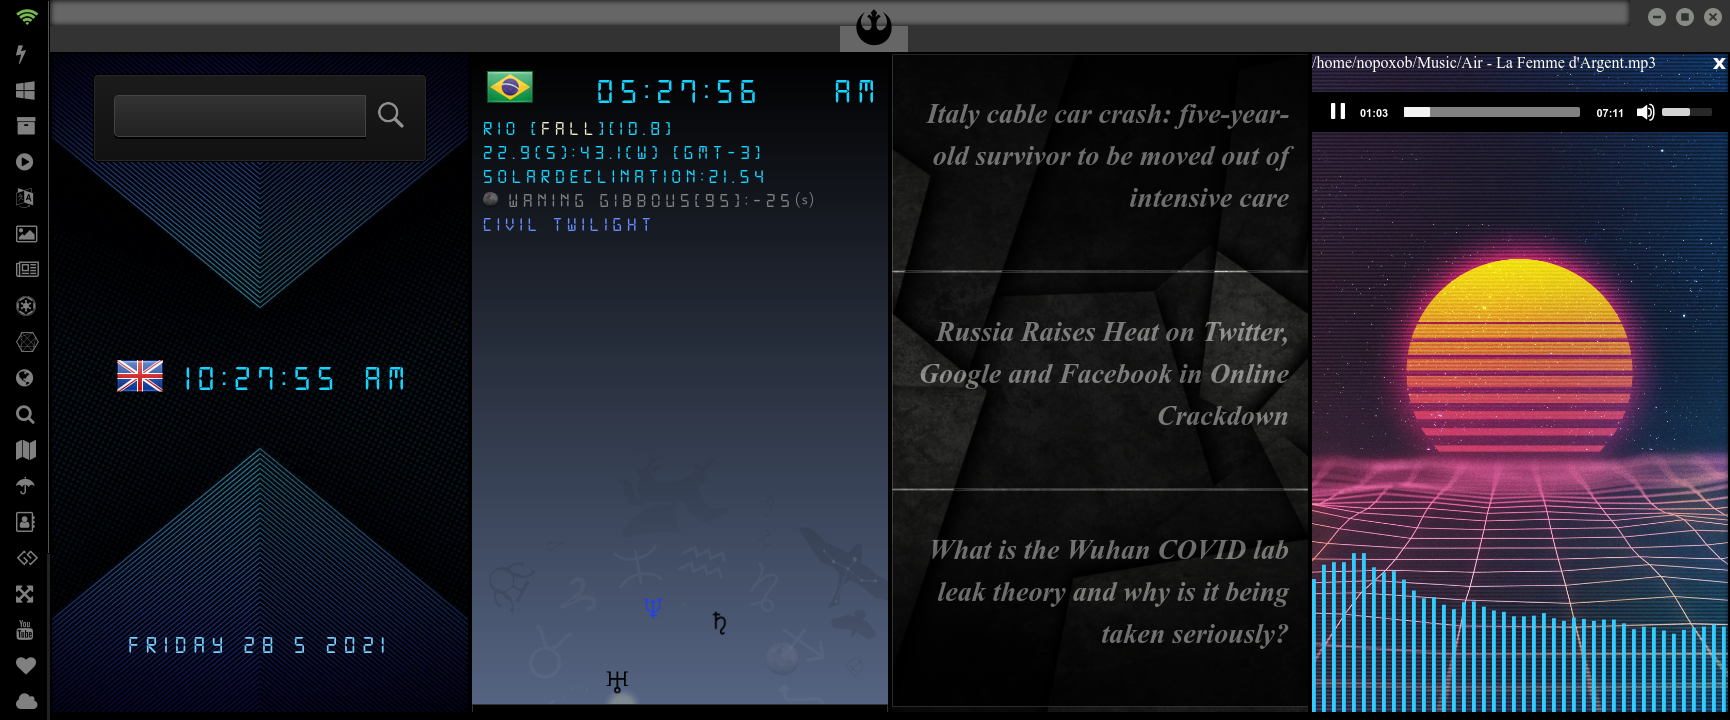 10:27:55 AM
FRIDAY 28 5 2021
05:27:56 AM
RIO [FALL][10.8]
22.9(S):43.1(W) [GMT-3]
SOLARDECLINATION:21.54
WANING GIBBOUS[95]:-25(s)
CIVIL TWILIGHT
Italy cable car crash: five-year-
old survivor to be moved out of
intensive care
Russia Raises Heat on Twitter,
Google and Facebook in Online
Crackdown
What is the Wuhan COVID lab
leak theory and why is it being
taken seriously?
/home/nopoxob/Music/Air - La Femme d'Argent.mp3 x
01:03 07:11
You
Tube